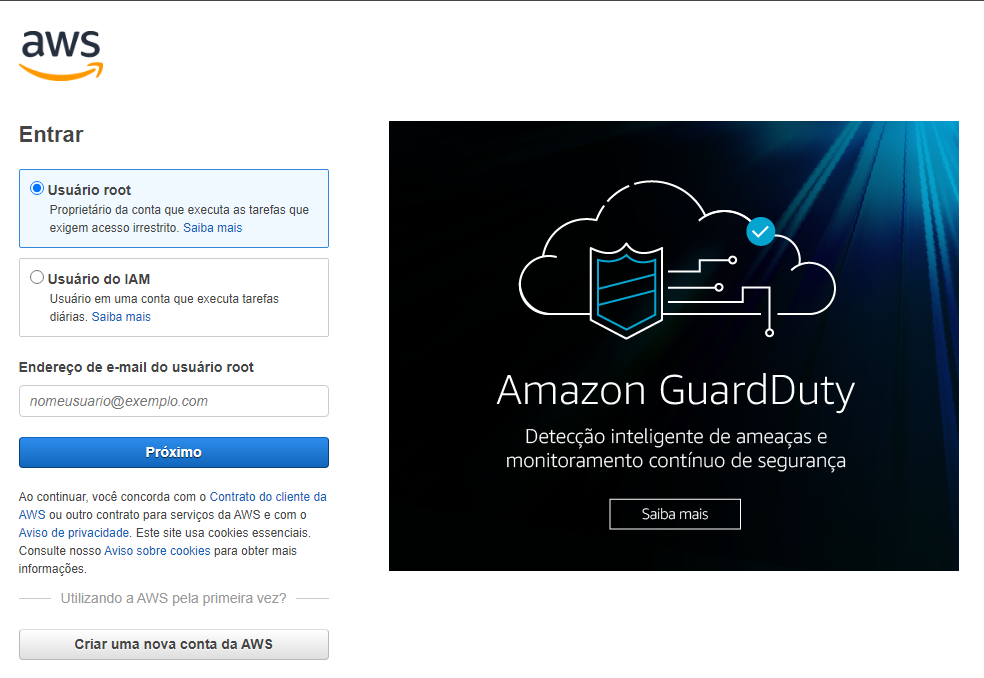 aws
Entrar
Usuário root
Proprietário da conta que executa as tarefas que
exigem acesso irrestrito. Saiba mais
Usuário do IAM
Usuário em uma conta que executa tarefas
diárias. Saiba mais
Endereço de e-mail do usuário root
nomeusuario@exemplo.com
Próximo
Ao continuar, você concorda com o Contrato do cliente da
AWS ou outro contrato para serviços da AWS e com o
Aviso de privacidade. Este site usa cookies essenciais.
Consulte nosso Aviso sobre cookies para obter mais
informações.
Utilizando a AWS pela primeira vez?
Criar uma nova conta da AWS
Amazon GuardDuty
Detecção inteligente de ameaças e
monitoramento contínuo de segurança
Saiba mais